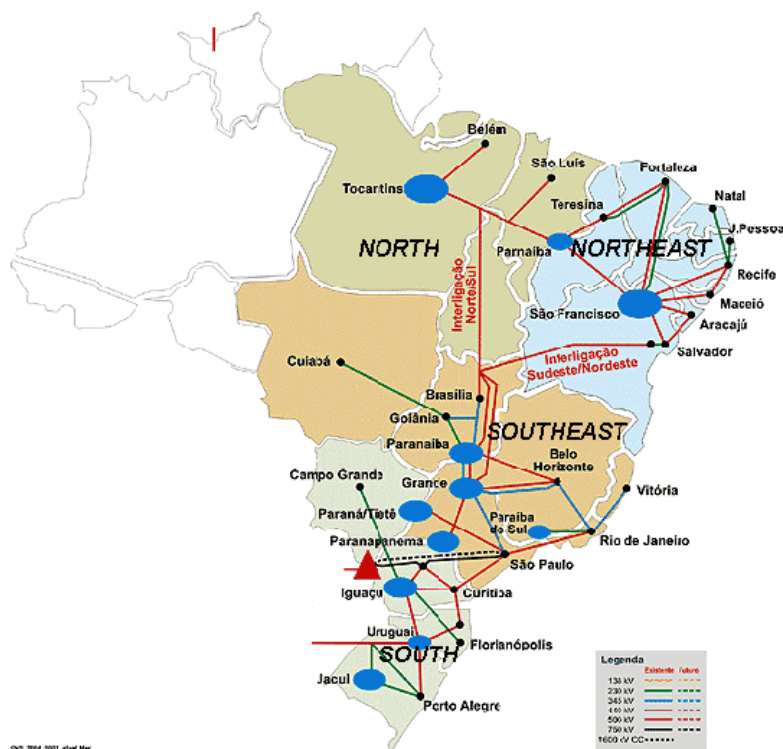 Belém
São Luís
Fortaleza
Tocantins
Teresina
Natal
J.Pessoa
NORTH
Parnaíba
NORTHEAST
Recife
Interligação
Norte/Sul
São Francisco
Maceió
Aracajú
Cuiabá
Interligação
Sudeste/Nordeste
Salvador
Brasília
Goiânia
SOUTHEAST
Paranaíba
Belo
Horizonte
Campo Grande
Grance
Vitória
Paraná/Tietê
Paraíba
do Sul
Paranapanema
Rio de Janeiro
São Paulo
Iguaçu
Curitiba
Uruguai
Florianópolis
SOUTH
Jacuí
Porto Alegre
Legenda
Existente Futuro
138 kV
230 kV
345 kV
440 kV
500 kV
750 kV